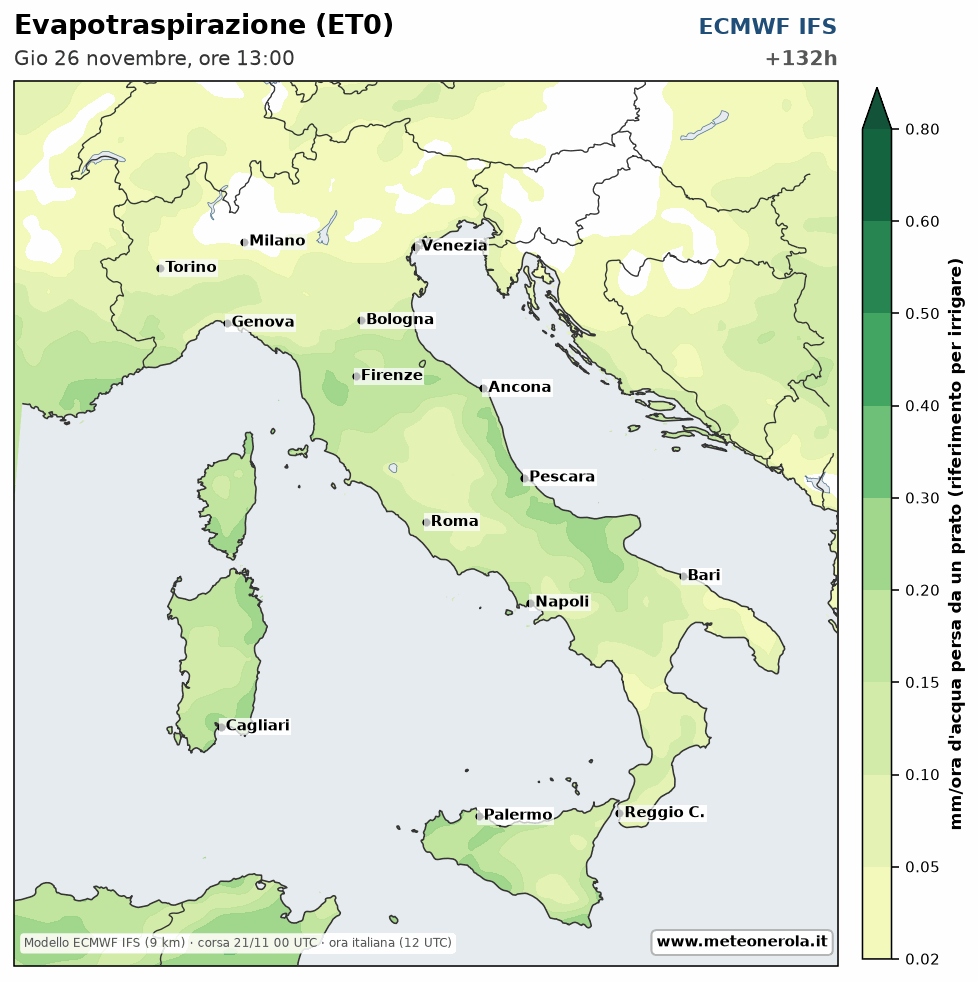 Evapotraspirazione (ET0)
ECMWF IFS
Gio 26 novembre, ore 13:00
+132h
0.80
0.60
0.50
0.40
0.30
0.20
0.15
0.10
0.05
0.02
mm/ora d'acqua persa da un prato (riferimento per irrigare)
Milano
Venezia
Torino
Genova
Bologna
Firenze
Ancona
Pescara
Roma
Bari
Napoli
Cagliari
Palermo
Reggio C.
Modello ECMWF IFS (9 km) · corsa 21/11 00 UTC · ora italiana (12 UTC)
www.meteonerola.it